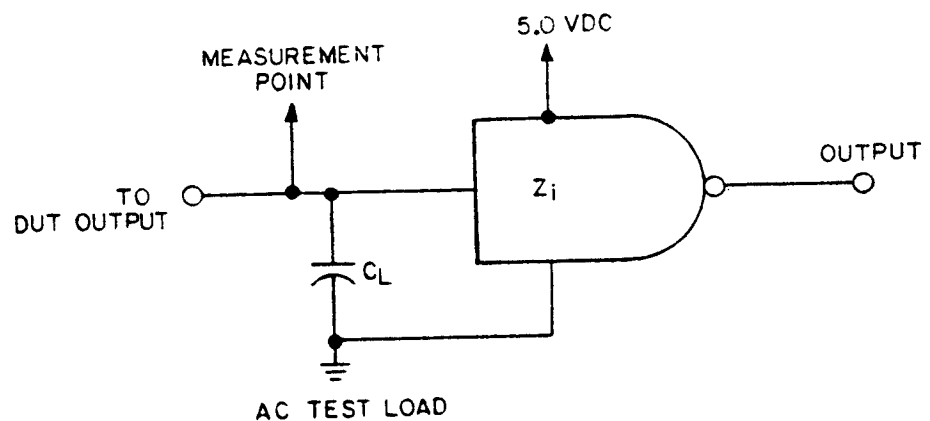 5.0 VDC
MEASUREMENT
POINT
OUTPUT
TO
DUT OUTPUT
Zi
CL
AC TEST LOAD